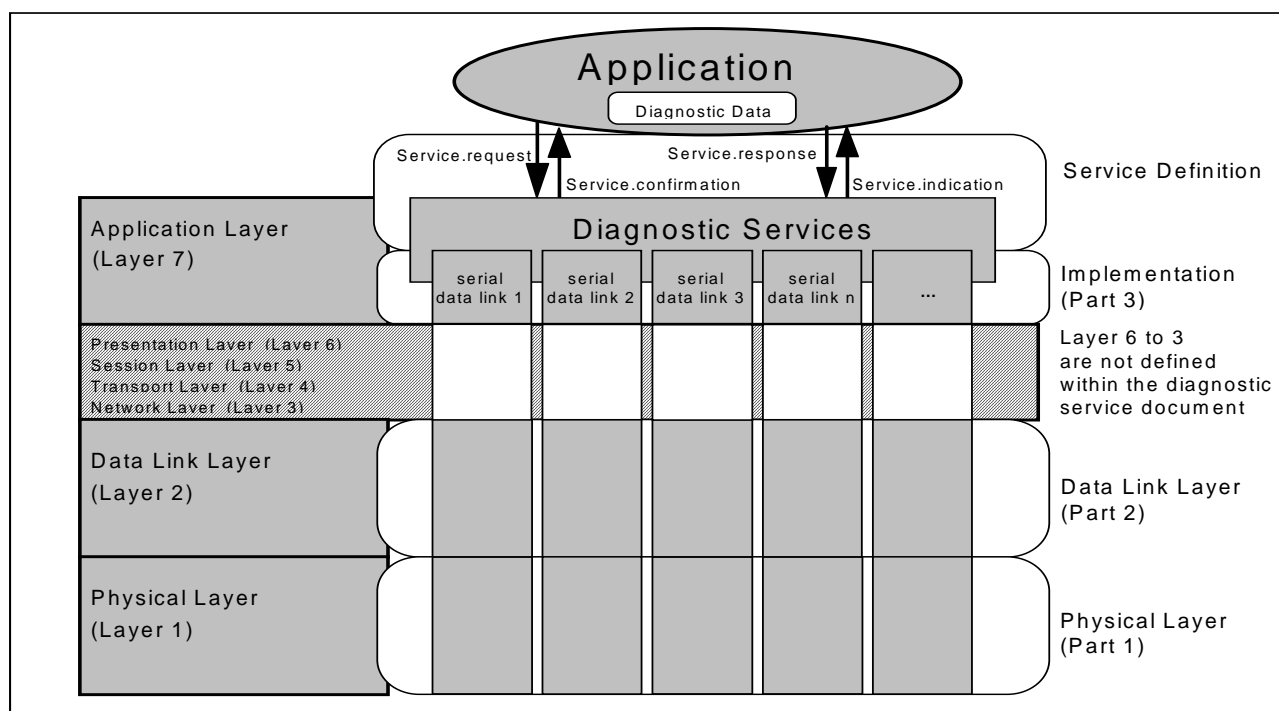 Application
Diagnostic Data
Service.request
Service.response
Service.confirmation
Service.indication
Service Definition
Application Layer
(Layer 7)
Diagnostic Services
serial
data link 1
serial
data link 2
serial
data link 3
serial
data link n
...
Implementation
(Part 3)
Presentation Layer (Layer 6)
Session Layer (Layer 5)
Transport Layer (Layer 4)
Network Layer (Layer 3)
Layer 6 to 3
are not defined
within the diagnostic
service document
Data Link Layer
(Layer 2)
Data Link Layer
(Part 2)
Physical Layer
(Layer 1)
Physical Layer
(Part 1)